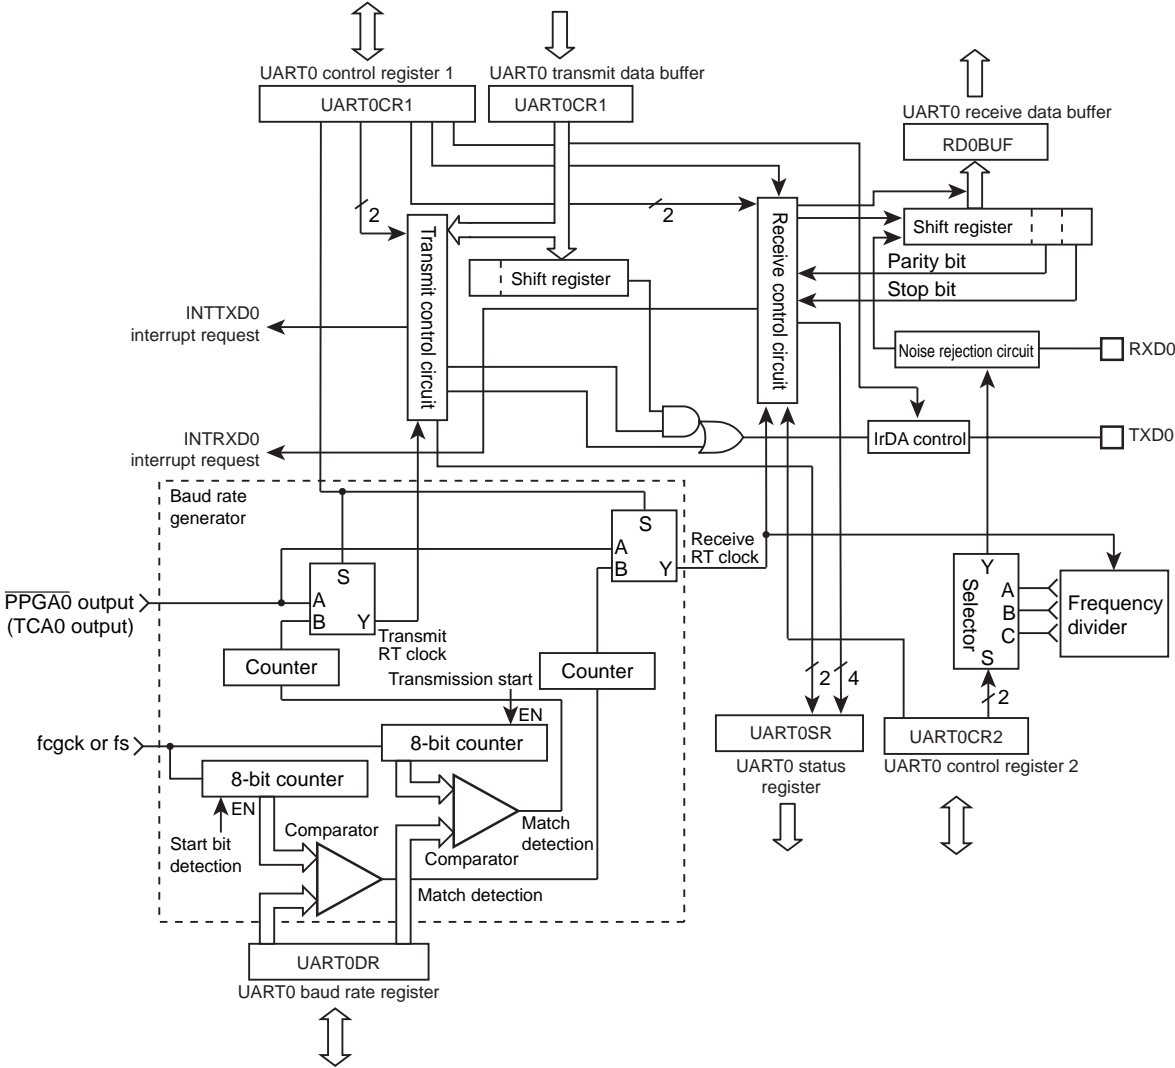 UART0 control register 1
UART0CR1
UART0 transmit data buffer
UART0CR1
UART0 receive data buffer
RD0BUF
2
2
Transmit control circuit
Receive control circuit
Shift register
Shift register
Parity bit
Stop bit
INTTXD0
interrupt request
Noise rejection circuit
RXD0
INTRXD0
interrupt request
IrDA control
TXD0
Baud rate
generator
S
A
B
Y
Receive
RT clock
PPGA0 output
(TCA0 output)
S
A
B
Y
Transmit
RT clock
Y
Selector
A
B
C
S
Frequency
divider
Counter
Counter
Transmission start
EN
2
4
2
fcgck or fs
8-bit counter
8-bit counter
EN
UART0SR
UART0 status
register
UART0CR2
UART0 control register 2
Start bit
detection
Comparator
Comparator
Match
detection
Match detection
UART0DR
UART0 baud rate register